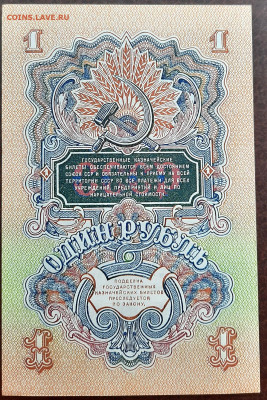 COINS.LAVE.RU
1 1
ГОСУДАРСТВЕННЫЕ КАЗНАЧЕЙСКИЕ
БИЛЕТЫ ОБЕСПЕЧИВАЮТСЯ ВСЕМ ДОСТОЯНИЕМ
СОЮЗА ССР И ОБЯЗАТЕЛЬНЫ К ПРИЕМУ НА ВСЕЙ
ТЕРРИТОРИИ СССР ВО ВСЕ ПЛАТЕЖИ ДЛЯ ВСЕХ
УЧРЕЖДЕНИЙ, ПРЕДПРИЯТИЙ И ЛИЦ ПО
НАРИЦАТЕЛЬНОЙ СТОИМОСТИ.
ОДИН РУБЛЬ
ПОДДЕЛКА
ГОСУДАРСТВЕННЫХ
КАЗНАЧЕЙСКИХ БИЛЕТОВ
ПРЕСЛЕДУЕТСЯ
ПО ЗАКОНУ.
1 1